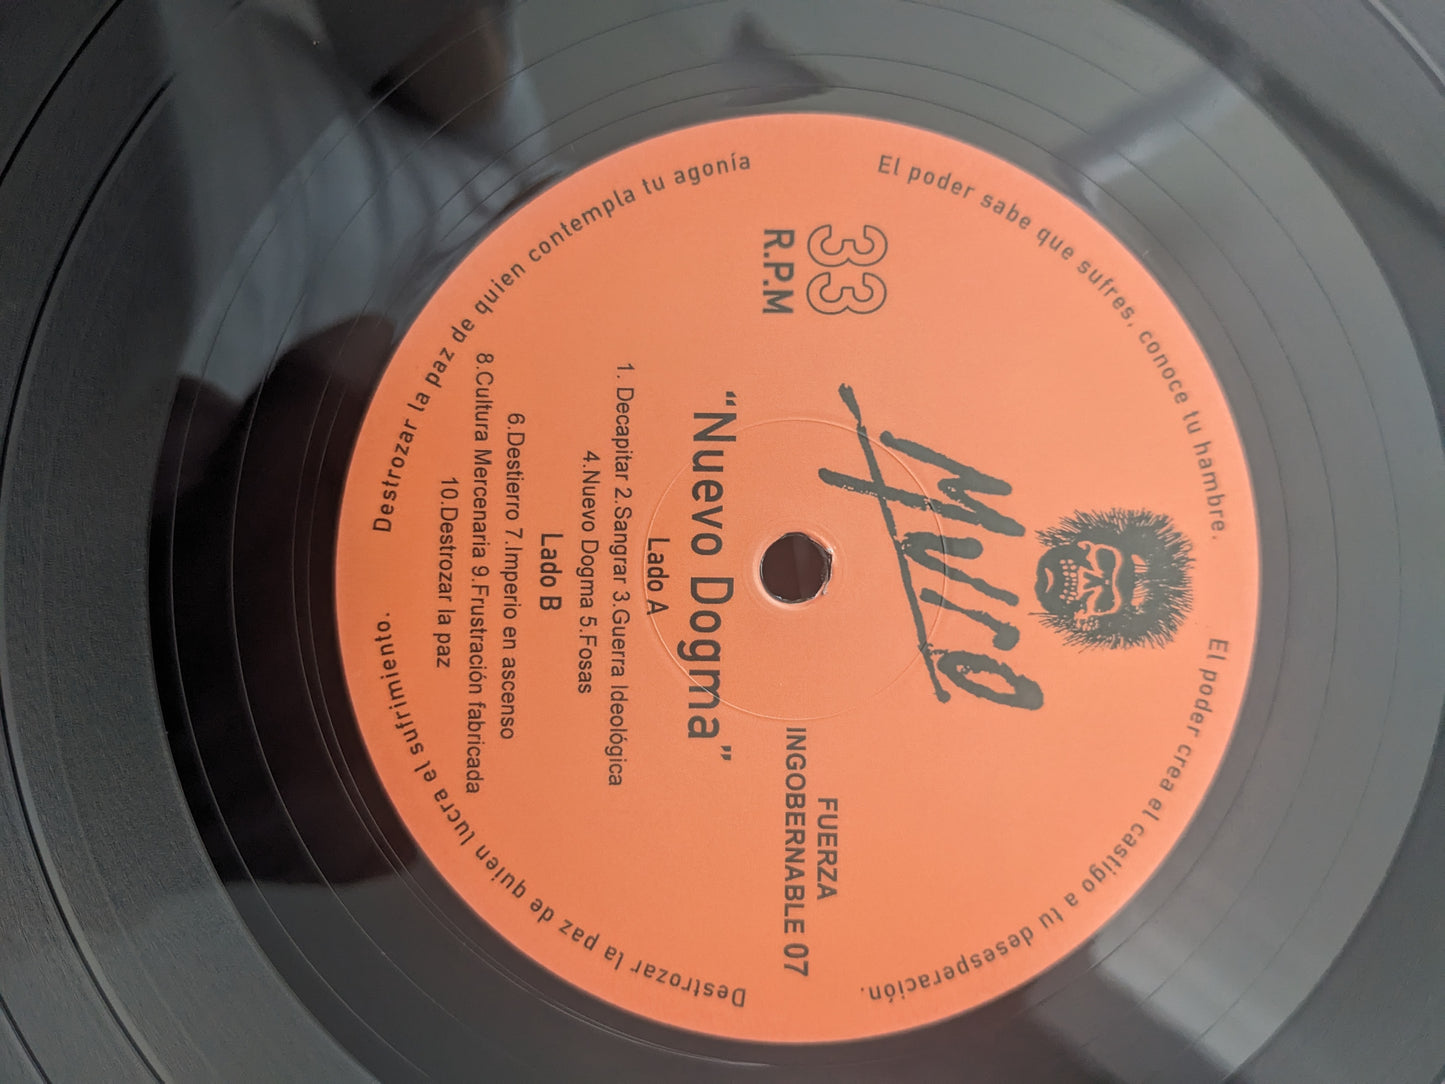 El poder sabe que sufres, conoce tu hambre.
El poder crea el castigo a tu desesperación.
Muro
33
R.P.M
FUERZA
INGOBERNABLE 07
“Nuevo Dogma”
Lado A
1. Decapitar 2.Sangrar 3.Guerra Ideológica
4.Nuevo Dogma 5.Fosas
Lado B
6.Destierro 7.Imperio en ascenso
8.Cultura Mercenaria 9.Frustración fabricada
10.Destrozar la paz
Destrozar la paz de quien contempla tu agonía
Destrozar la paz de quien lucra el sufrimiento.